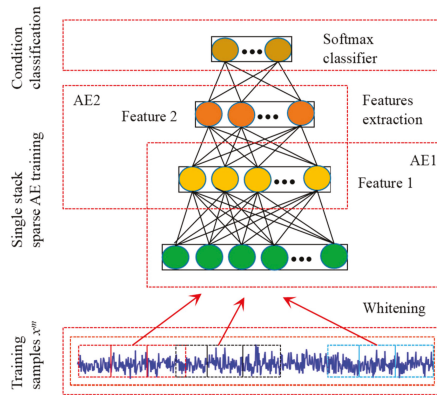 Condition
classification
Softmax
classifier
AE2
Feature 2
Features
extraction
AE1
Feature 1
Single stack
sparse AE training
Whitening
Training
samples x^m